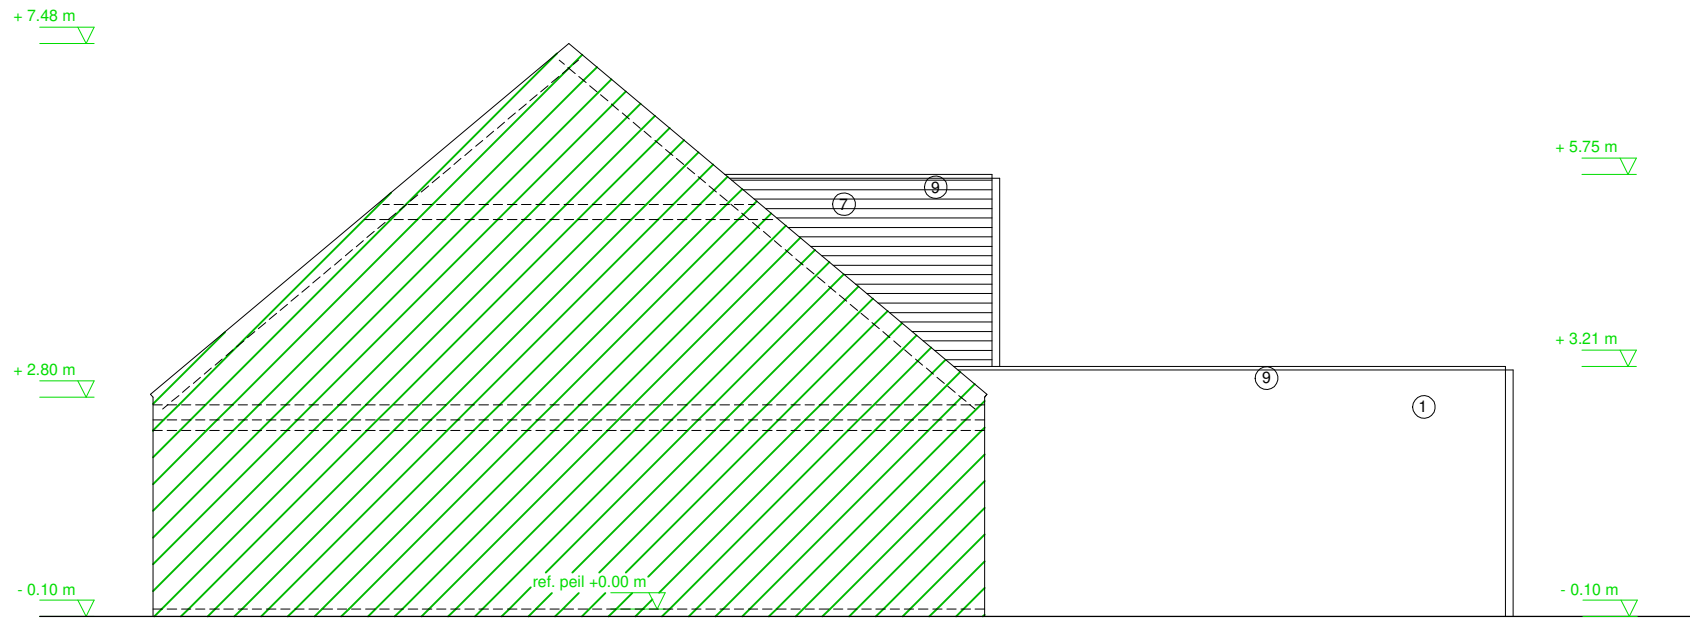 + 7.48 m
+ 5.75 m
9
7
+ 3.21 m
+ 2.80 m
9
1
ref. peil +0.00 m
- 0.10 m
- 0.10 m